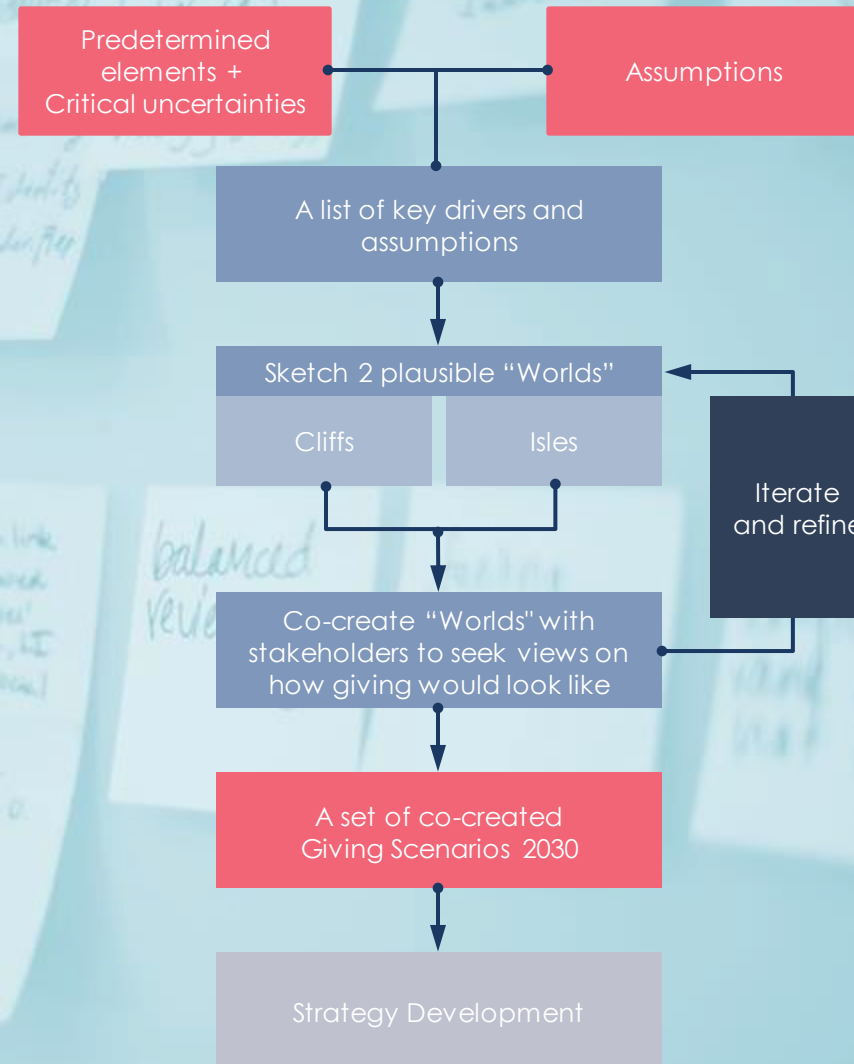 Predetermined
elements +
Critical uncertainties
Assumptions
A list of key drivers and
assumptions
Sketch 2 plausible “Worlds”
Cliffs
Isles
Iterate
and refine
Co-create “Worlds" with
stakeholders to seek views on
how giving would look like
A set of co-created
Giving Scenarios 2030
Strategy Development
balanced